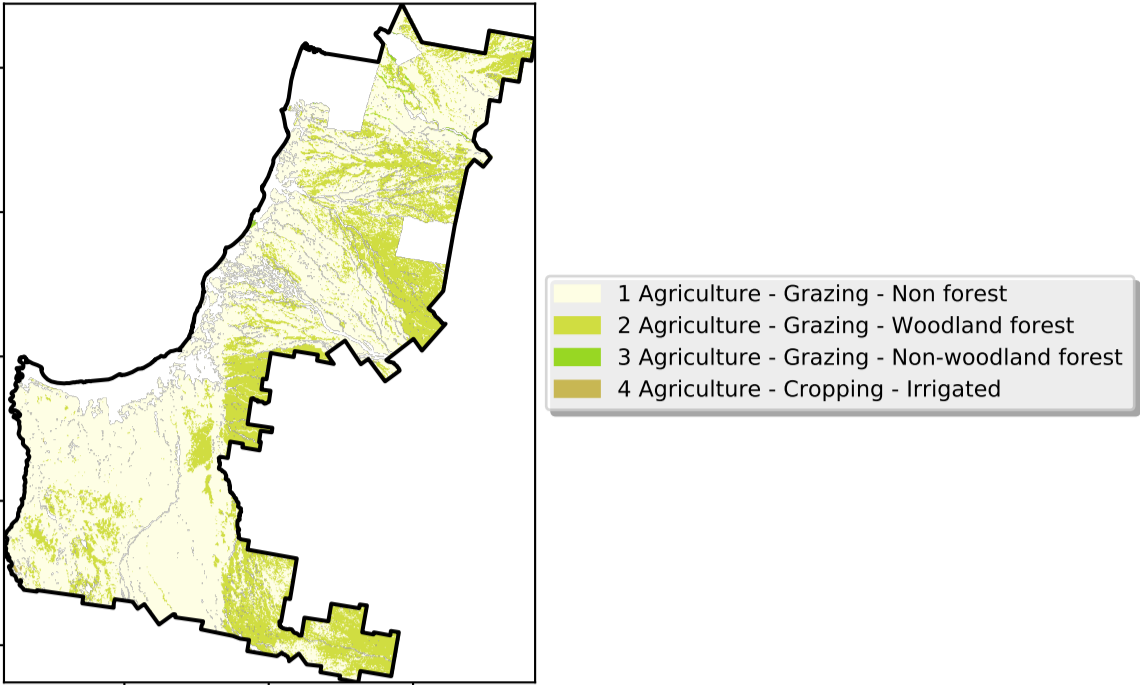 1 Agriculture - Grazing - Non forest
2 Agriculture - Grazing - Woodland forest
3 Agriculture - Grazing - Non-woodland forest
4 Agriculture - Cropping - Irrigated